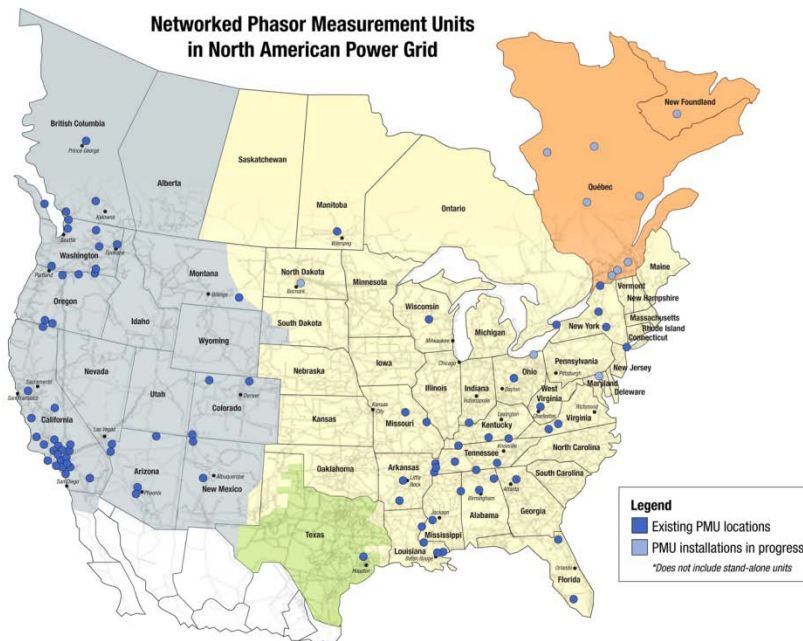 Networked Phasor Measurement Units
in North American Power Grid
British Columbia
Prince George
Alberta
Saskatchewan
Manitoba
Winnipeg
Ontario
Québec
New Foundland
Kelowna
Seattle
Spokane
Washington
Portland
Oregon
Montana
Billings
Idaho
Wyoming
North Dakota
Bismark
South Dakota
Minnesota
Wisconsin
Milwaukee
Michigan
Maine
Vermont
New Hampshire
Massachusetts
Rhode Island
Connecticut
New York
Pennsylvania
Pittsburgh
New Jersey
Maryland
Deleware
Nevada
Sacramento
San Francisco
California
Las Vegas
San Diego
Utah
Colorado
Denver
Arizona
Phoenix
New Mexico
Albuquerque
Nebraska
Kansas
Kansas
City
Iowa
Illinois
Chicago
Indiana
Indianapolis
Ohio
Dayton
West
Virginia
Charleston
Virginia
Richmond
Missouri
Kentucky
Lexington
Tennessee
Knoxville
North Carolina
South Carolina
Oklahoma
Arkansas
Little
Rock
Texas
Houston
Louisiana
Baton Rouge
Mississippi
Jackson
Alabama
Birmingham
Georgia
Atlanta
Florida
Orlando
Legend
Existing PMU locations
PMU installations in progress
*Does not include stand-alone units